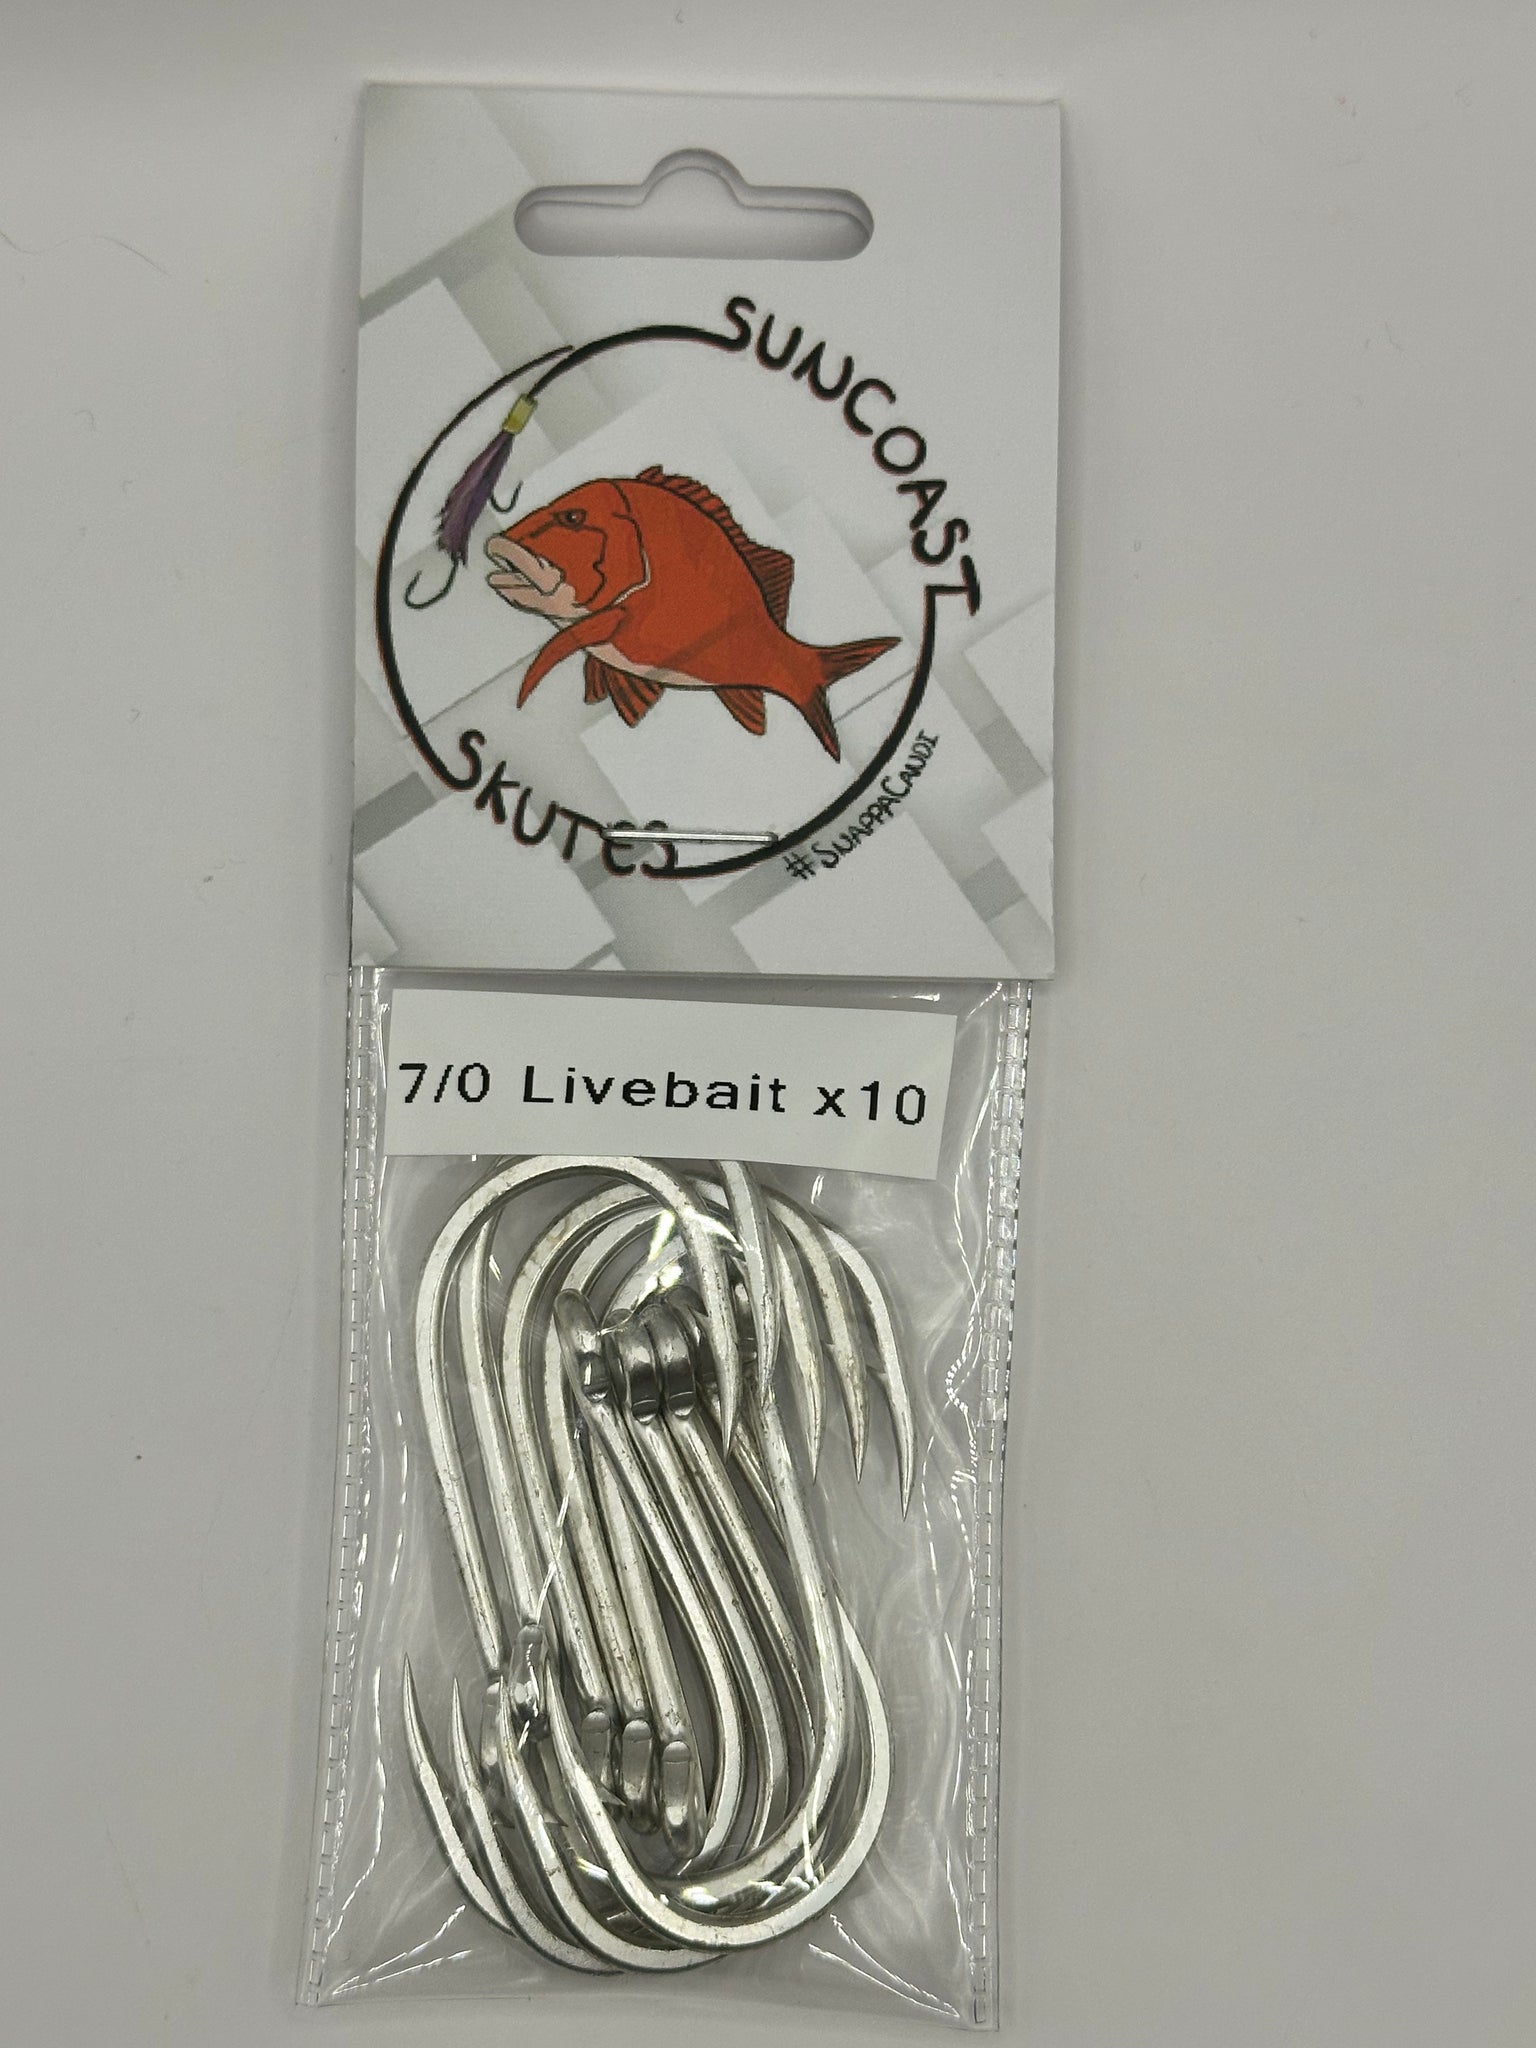 SUNCOAST
SKUTES
#SNAPPACANDI
7/0 Livebait x10